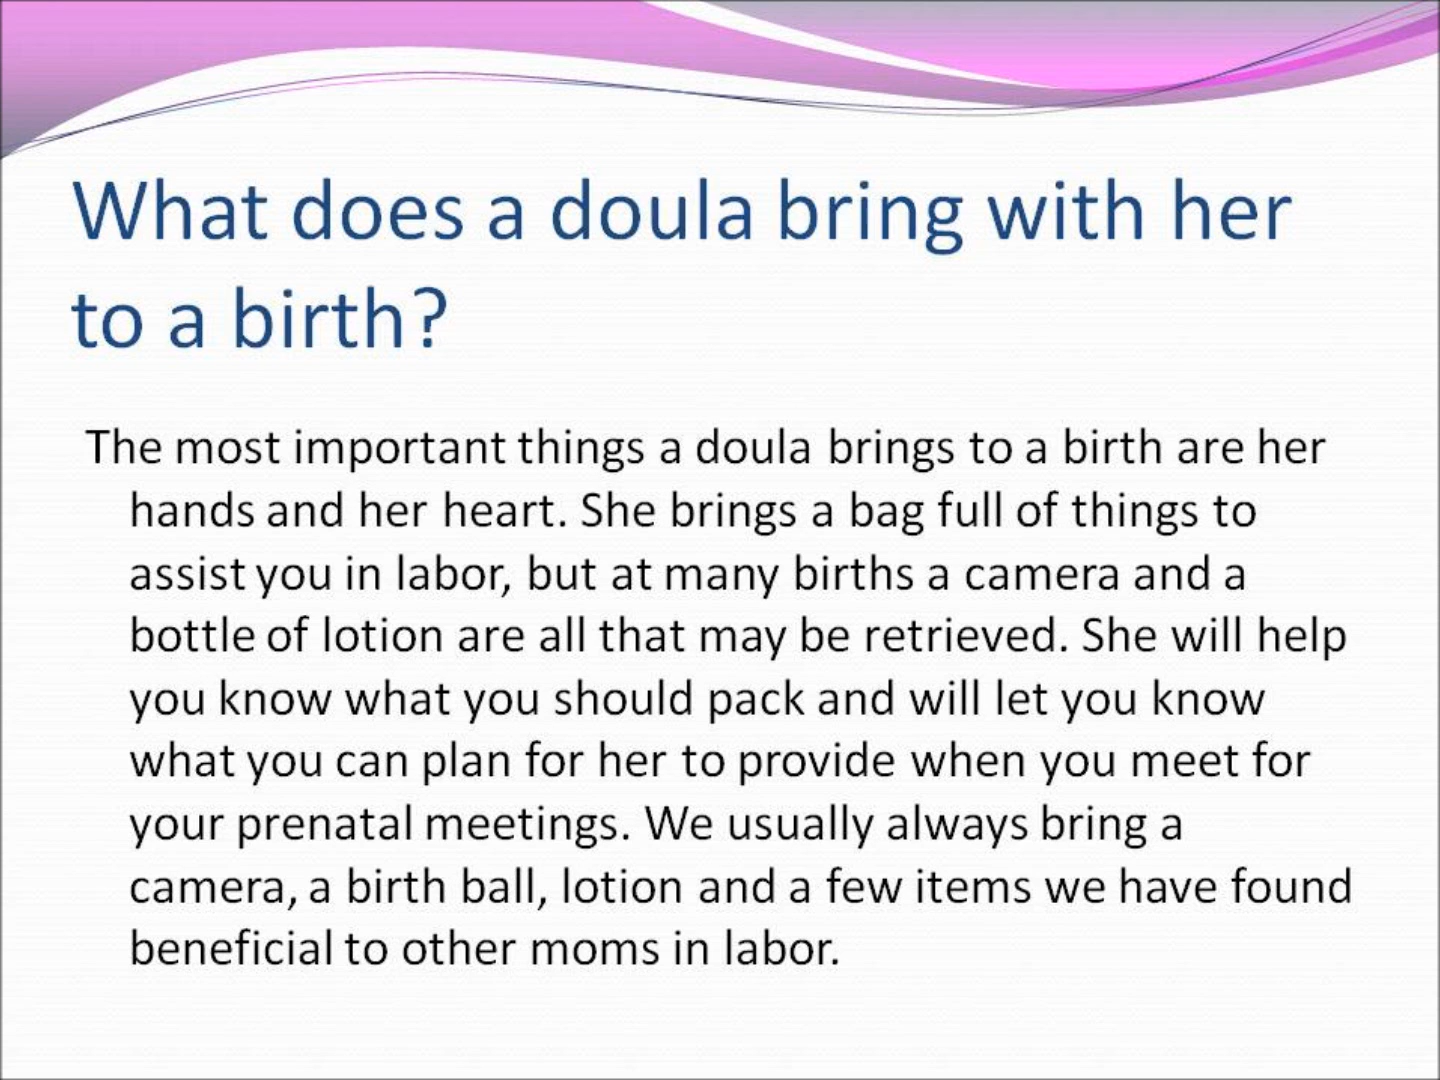 What does a doula bring with her
to a birth?
The most important things a doula brings to a birth are her
hands and her heart. She brings a bag full of things to
assist you in labor, but at many births a camera and a
bottle of lotion are all that may be retrieved. She will help
you know what you should pack and will let you know
what you can plan for her to provide when you meet for
your prenatal meetings. We usually always bring a
camera, a birth ball, lotion and a few items we have found
beneficial to other moms in labor.